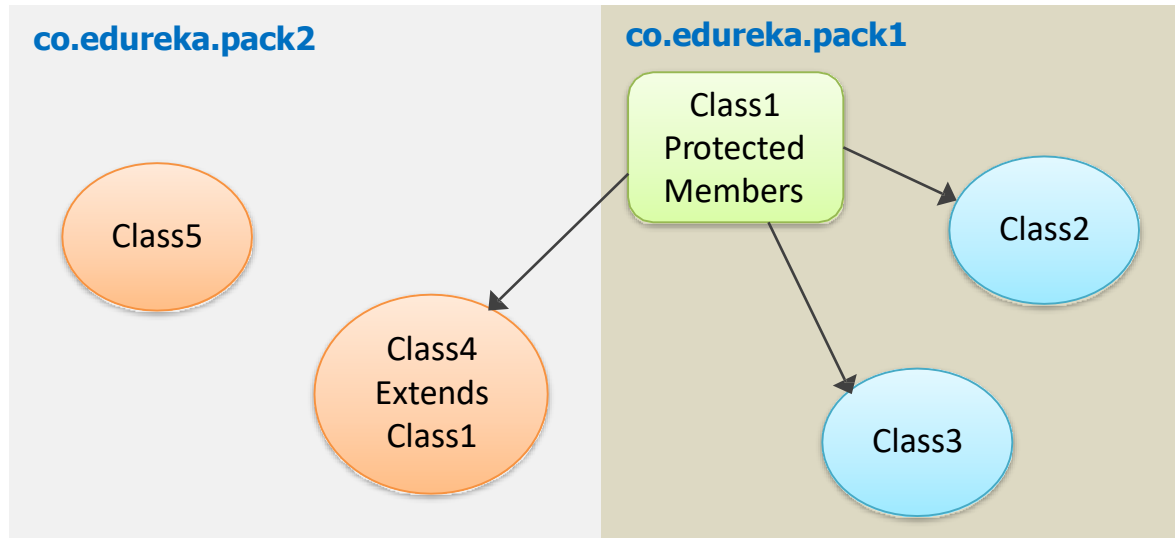 co.edureka.pack2
co.edureka.pack1
Class1
Protected
Members
Class5
Class2
Class4
Extends
Class1
Class3